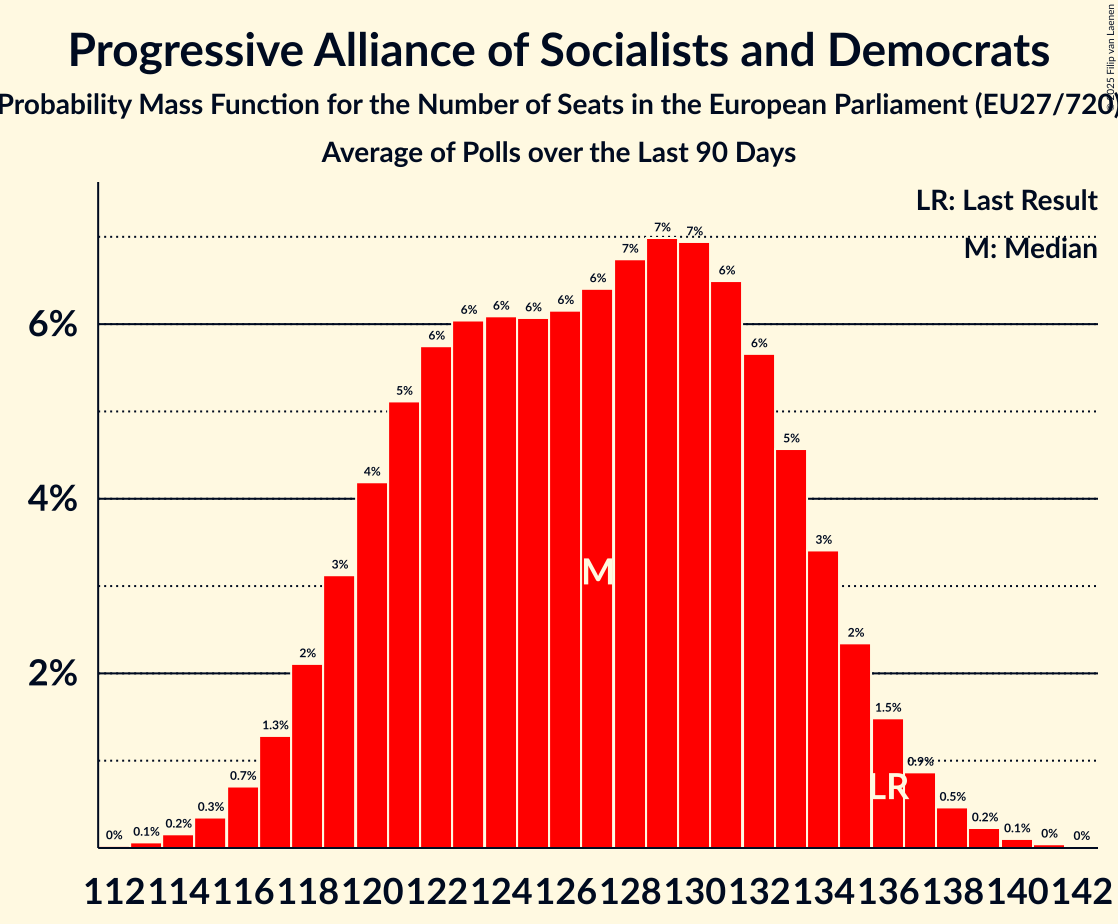 Progressive Alliance of Socialists and Democrats
Probability Mass Function for the Number of Seats in the European Parliament (EU27/720)
Average of Polls over the Last 90 Days
© 2025 Filip van Laenen
LR: Last Result
M: Median
6%
4%
2%
0% 0.1% 0.2% 0.3% 0.7% 1.3% 2% 3% 4% 5% 6% 6% 6% 6% 6% 6% 7% 7% 7% 6% 6% 5% 3% 2% 1.5% 0.9% 0.5% 0.2% 0.1% 0% 0%
M
LR
112 114 116 118 120 122 124 126 128 130 132 134 136 138 140 142